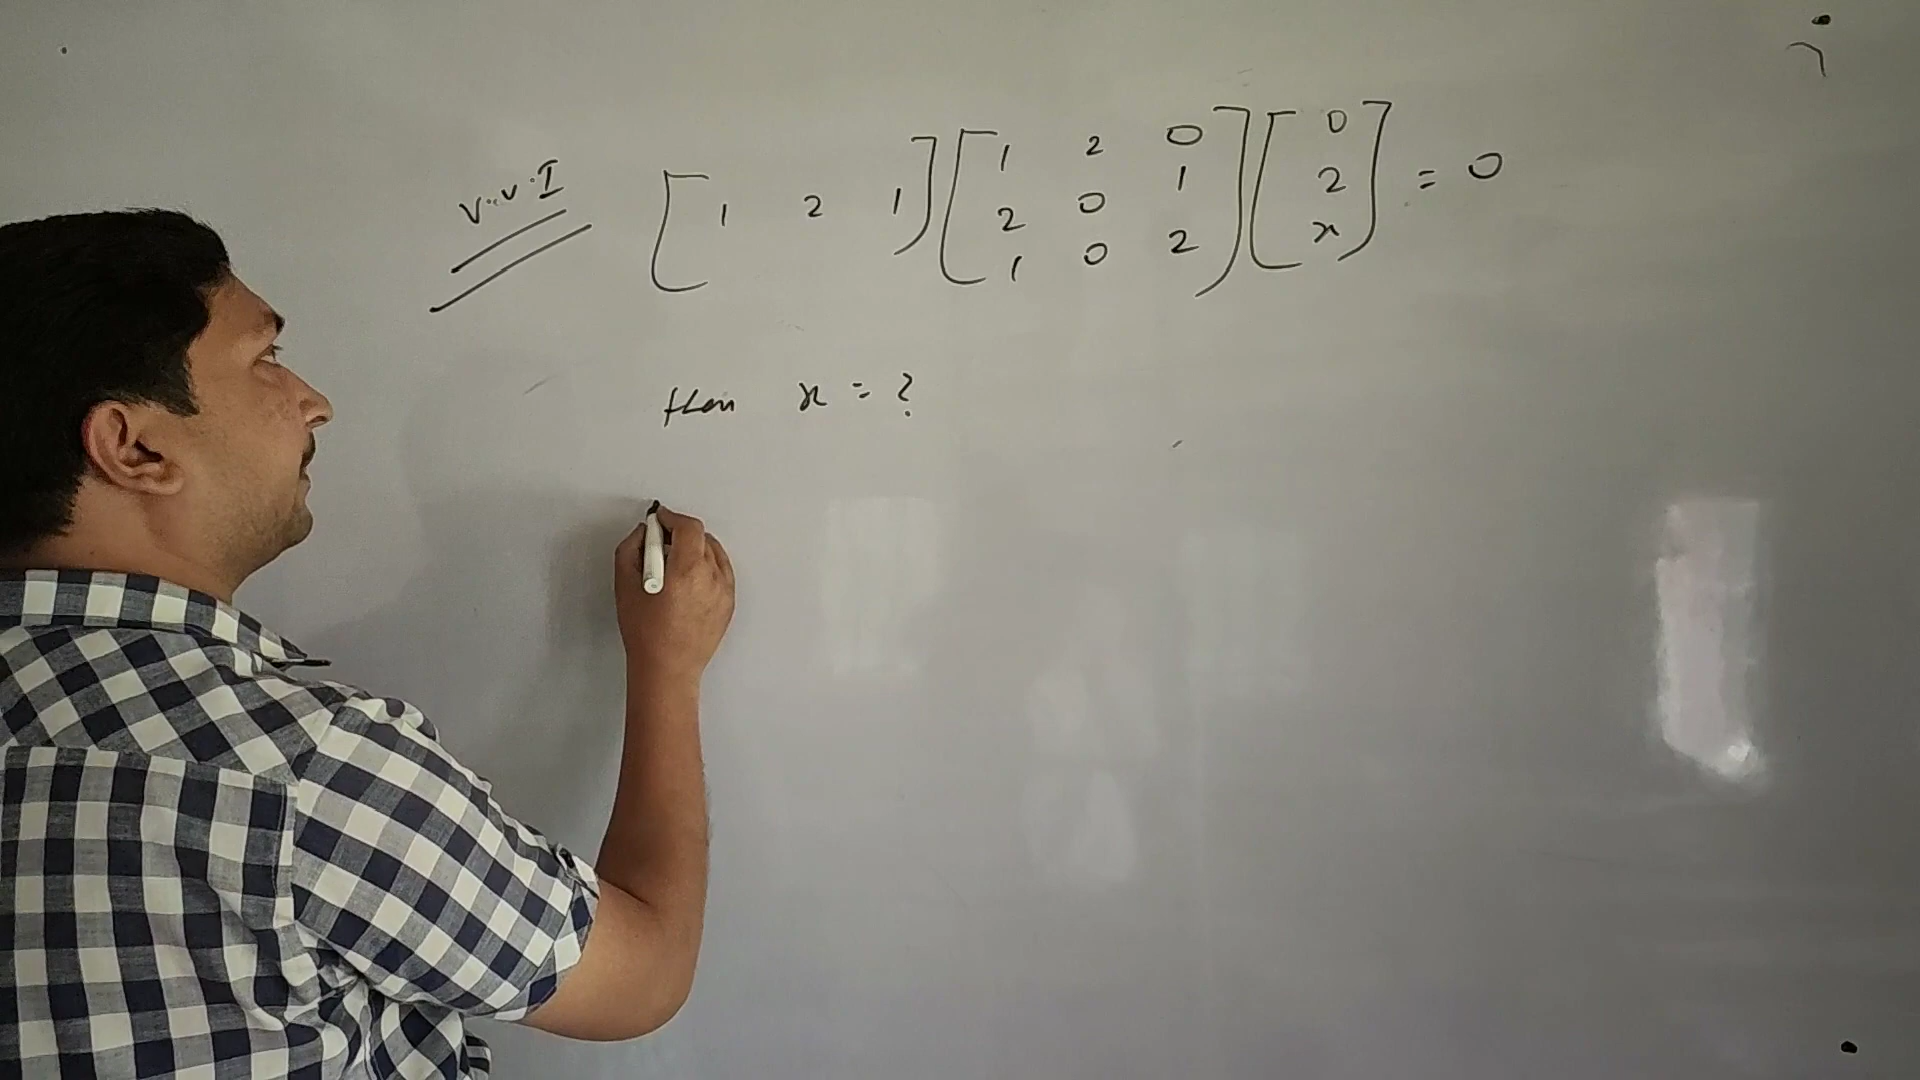 v.v.I [ 1 2 1 ] [ 1 2 0 ] [ 0 ] = 0
[ 2 0 1 ] [ 2 ]
[ 1 0 2 ] [ x ]
then x = ?